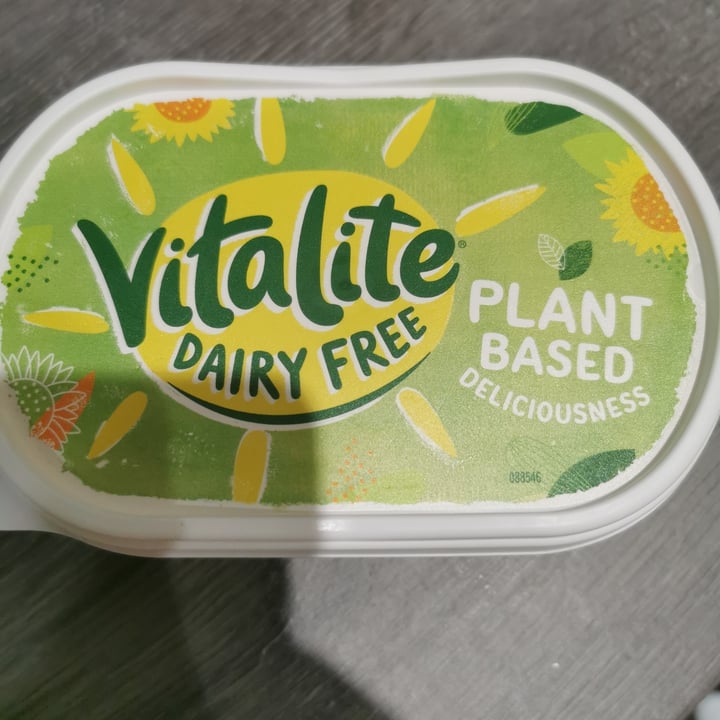 Vitalite®
DAIRY FREE
PLANT
BASED
DELICIOUSNESS
088546